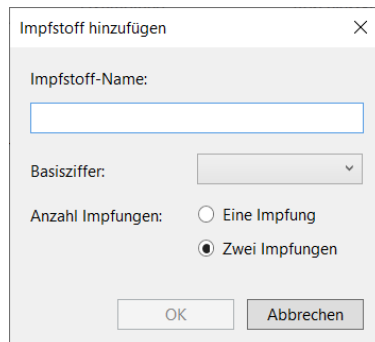 Impfstoff hinzufügen
Impfstoff-Name:
Basisziffer:
Anzahl Impfungen:
Eine Impfung
Zwei Impfungen
OK
Abbrechen